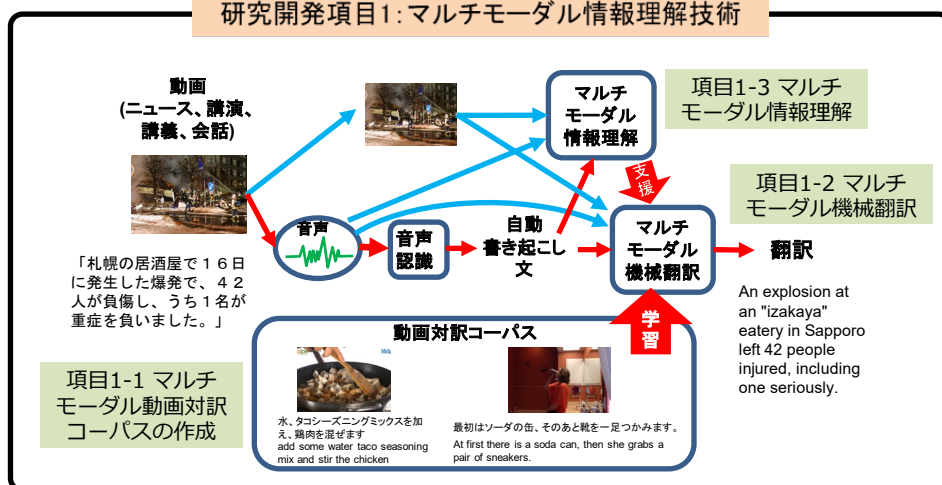 研究開発項目1:マルチモーダル情報理解技術
動画
(ニュース、講演、
講義、会話)
「札幌の居酒屋で１６日
に発生した爆発で、４２
人が負傷し、うち１名が
重症を負いました。」
音声
音声
認識
自動
書き起こし
文
マルチ
モーダル
情報理解
項目1-3 マルチ
モーダル情報理解
支援
マルチ
モーダル
機械翻訳
項目1-2 マルチ
モーダル機械翻訳
翻訳
An explosion at
an "izakaya"
eatery in Sapporo
left 42 people
injured, including
one seriously.
学習
動画対訳コーパス
水、タコシーズニングミックスを加
え、鶏肉を混ぜます
add some water taco seasoning
mix and stir the chicken
最初はソーダの缶、そのあと靴を一足つかみます。
At first there is a soda can, then she grabs a
pair of sneakers.
項目1-1 マルチ
モーダル動画対訳
コーパスの作成